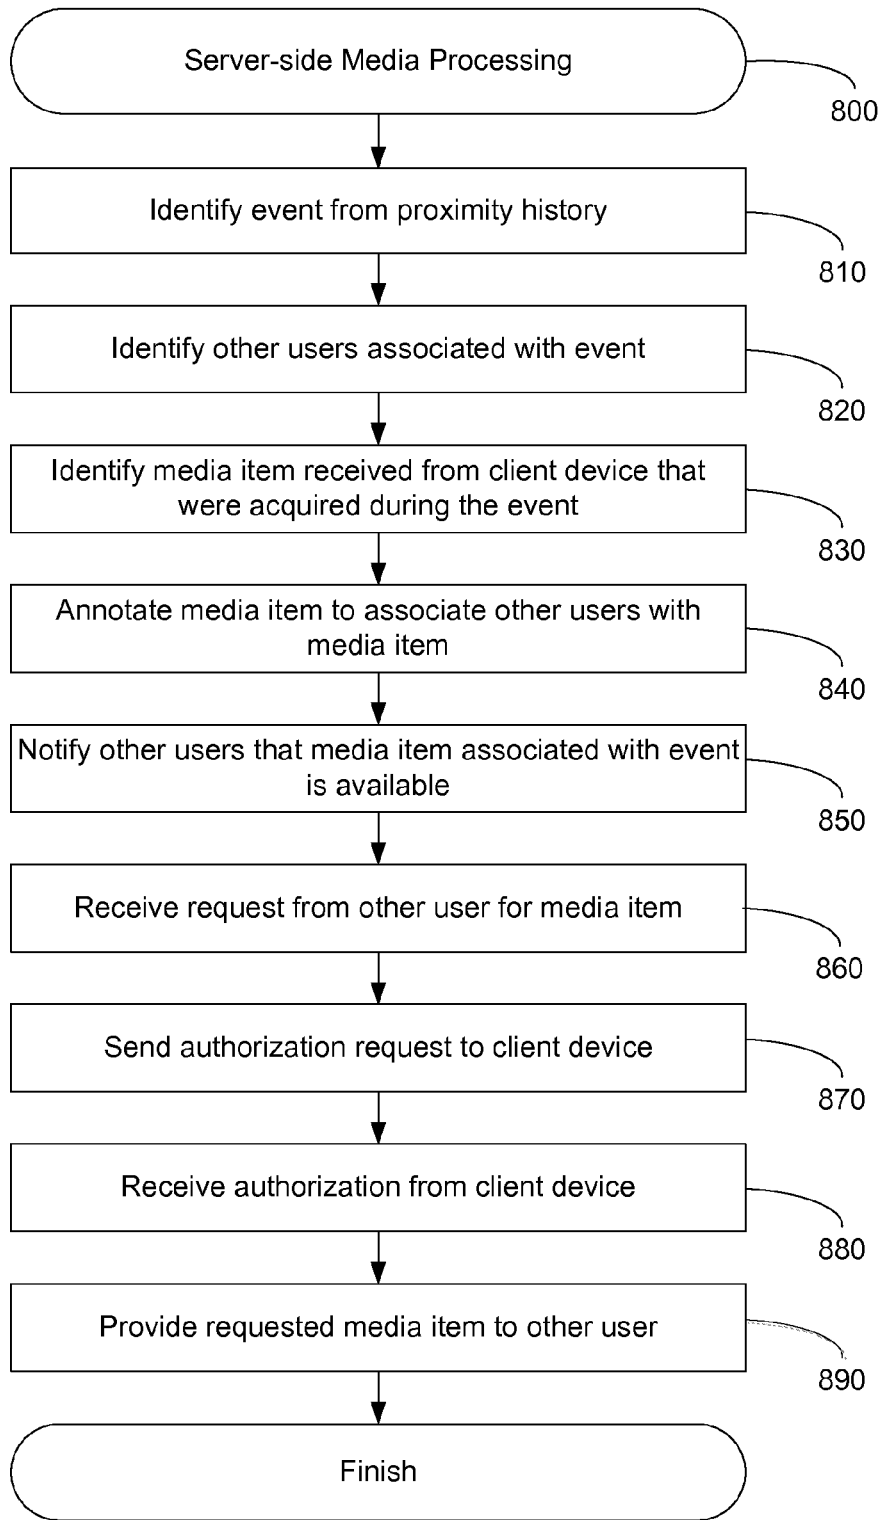 Server-side Media Processing
800
Identify event from proximity history
810
Identify other users associated with event
820
Identify media item received from client device that
were acquired during the event
830
Annotate media item to associate other users with
media item
840
Notify other users that media item associated with event
is available
850
Receive request from other user for media item
860
Send authorization request to client device
870
Receive authorization from client device
880
Provide requested media item to other user
890
Finish